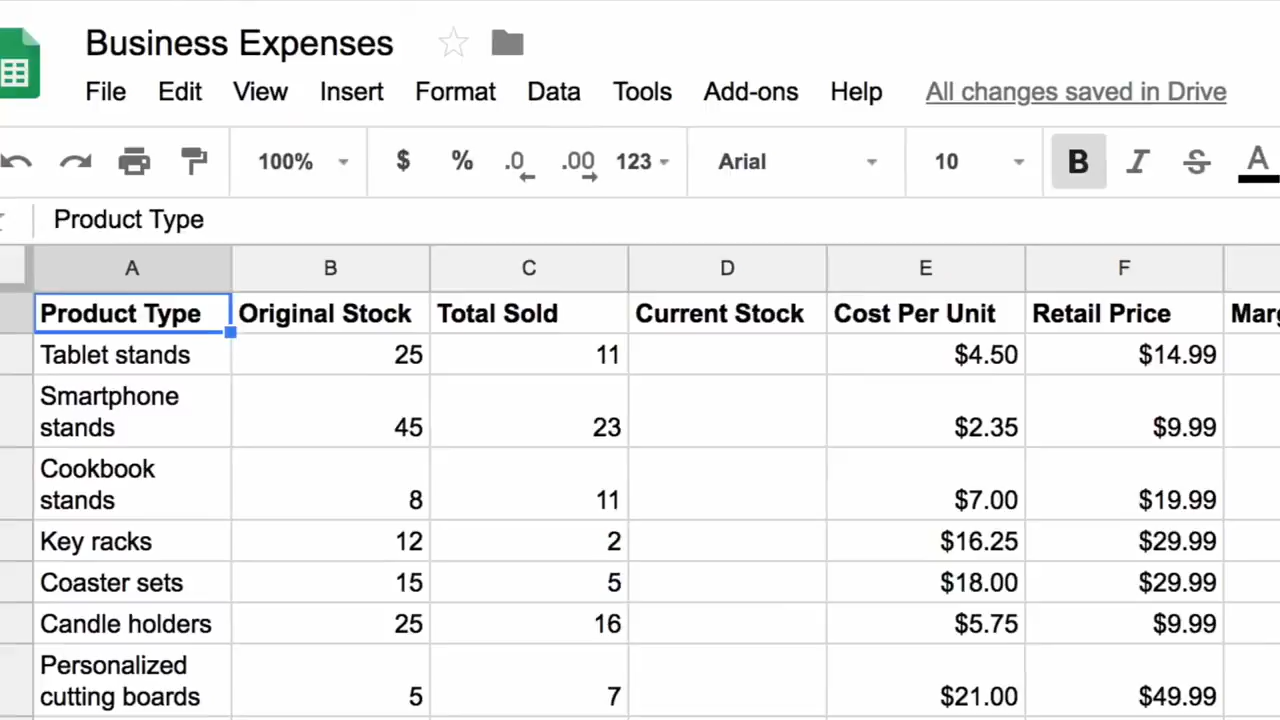 Business Expenses
File Edit View Insert Format Data Tools Add-ons Help All changes saved in Drive
100% $ % .0 .00 123 Arial 10 B I S A
Product Type
A B C D E F
Product Type Original Stock Total Sold Current Stock Cost Per Unit Retail Price
Tablet stands 25 11 $4.50 $14.99
Smartphone
stands 45 23 $2.35 $9.99
Cookbook
stands 8 11 $7.00 $19.99
Key racks 12 2 $16.25 $29.99
Coaster sets 15 5 $18.00 $29.99
Candle holders 25 16 $5.75 $9.99
Personalized
cutting boards 5 7 $21.00 $49.99